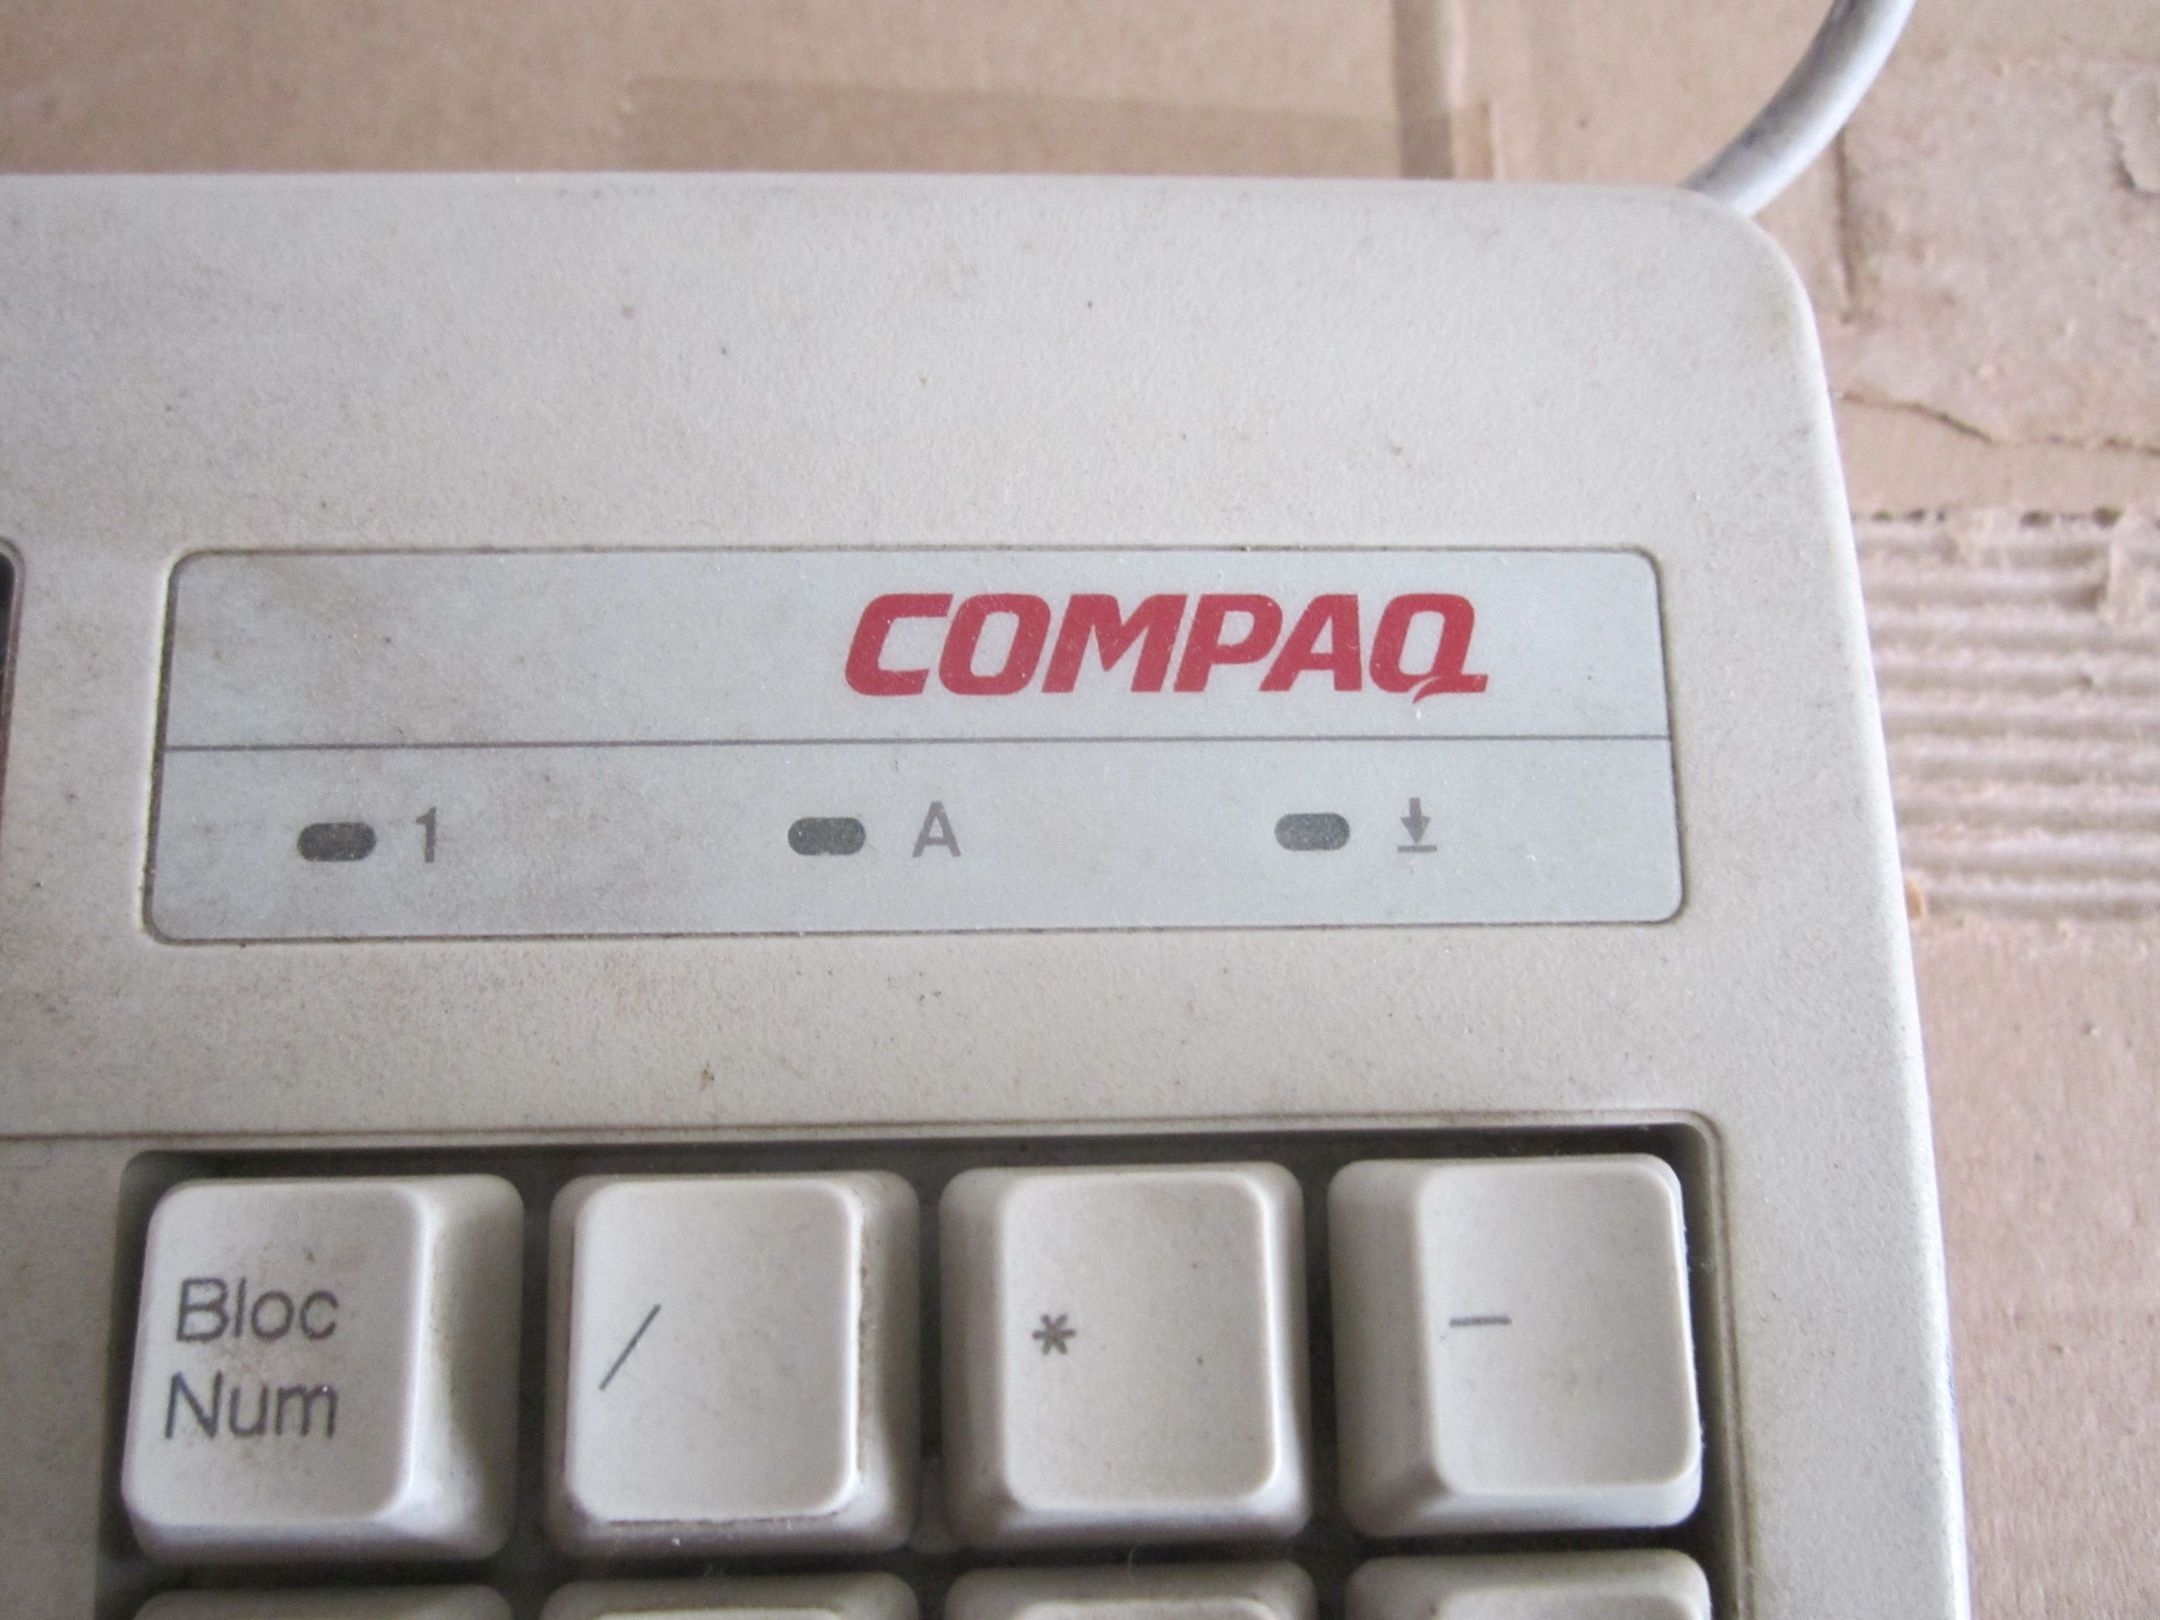 COMPAQ
1 A
Bloc / * -
Num